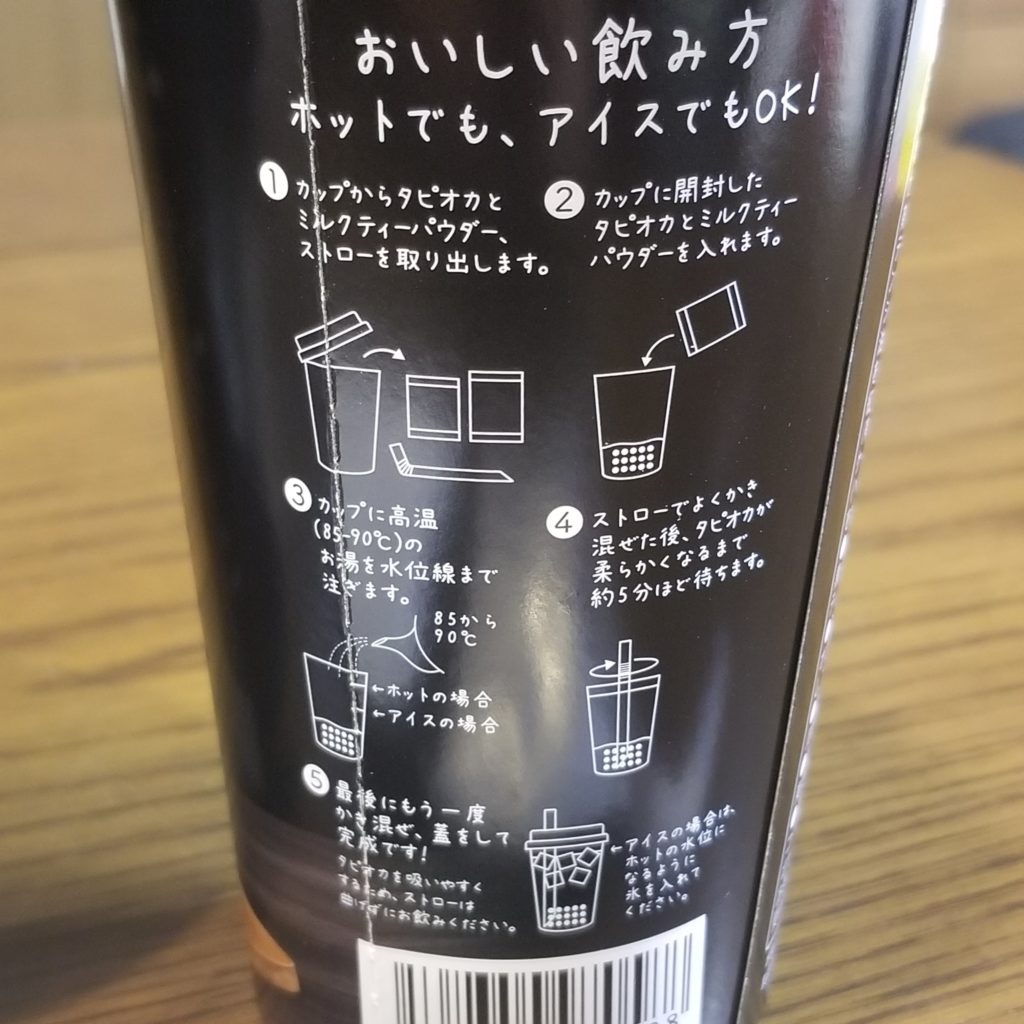 おいしい飲み方
ホットでも、アイスでもOK!
1 カップからタピオカと
ミルクティーパウダー、
ストローを取り出します。
2 カップに開封した
タピオカとミルクティー
パウダーを入れます。
3 カップに高温
(85-90℃)の
お湯を水位線まで
注ぎます。
85から
90℃
←ホットの場合
←アイスの場合
4 ストローでよくかき
混ぜた後、タピオカが
柔らかくなるまで
約5分ほど待ちます。
5 最後にもう一度
かき混ぜ、蓋をして
完成です!
タピオカを吸いやすく
するため、ストローは
曲げずにお飲みください。
←アイスの場合は、
ホットの水位に
なるように
氷を入れて
ください。